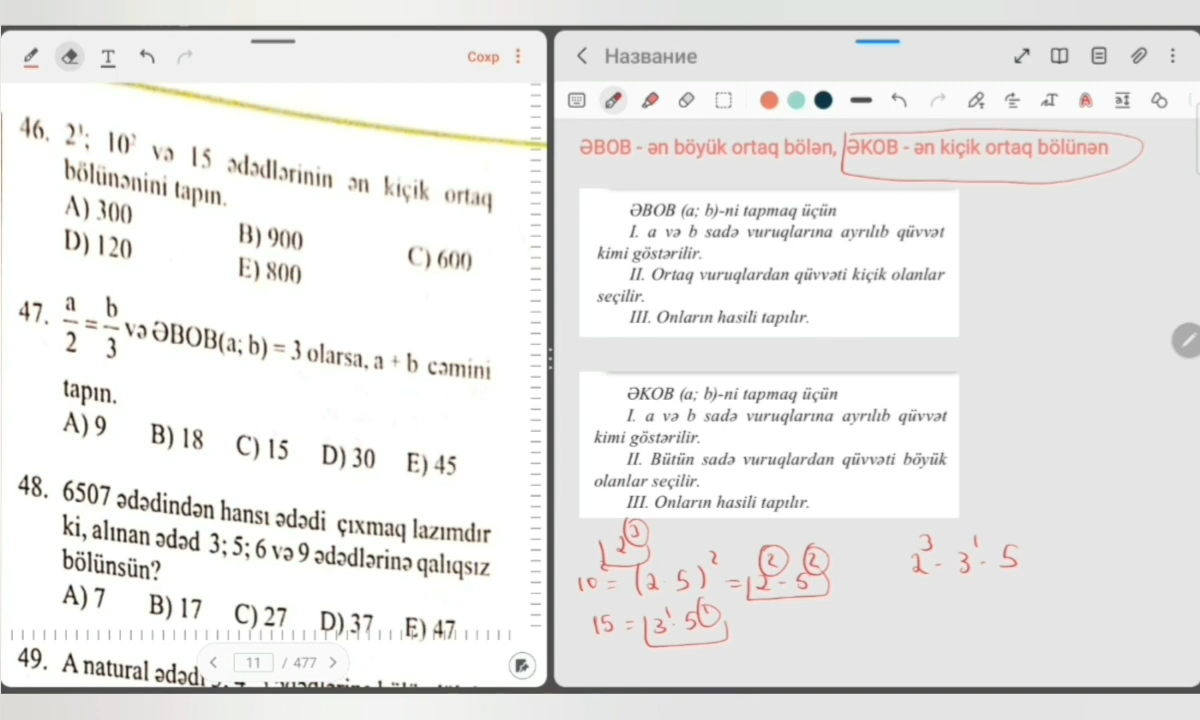 Сохр
46. 2¹; 10² və 15 ədədlərinin ən kiçik ortaq
bölünənini tapın.
A) 300 B) 900 C) 600
D) 120 E) 800
47. a/2 = b/3 və ƏBOB(a; b) = 3 olarsa, a + b cəmini
tapın.
A) 9 B) 18 C) 15 D) 30 E) 45
48. 6507 ədədindən hansı ədədi çıxmaq lazımdır
ki, alınan ədəd 3; 5; 6 və 9 ədədlərinə qalıqsız
bölünsün?
A) 7 B) 17 C) 27 D) 37 E) 47
49. A natural ədəd
11 / 477
Название
ƏBOB - ən böyük ortaq bölən, ƏKOB - ən kiçik ortaq bölünən
ƏBOB (a; b)-ni tapmaq üçün
I. a və b sadə vuruqlarına ayrılıb qüvvət
kimi göstərilir.
II. Ortaq vuruqlardan qüvvəti kiçik olanlar
seçilir.
III. Onların hasili tapılır.
ƏKOB (a; b)-ni tapmaq üçün
I. a və b sadə vuruqlarına ayrılıb qüvvət
kimi göstərilir.
II. Bütün sadə vuruqlardan qüvvəti böyük
olanlar seçilir.
III. Onların hasili tapılır.
2³
10 = (2·5)² = 2² · 5²
15 = 3¹ · 5¹
2³ · 3¹ · 5